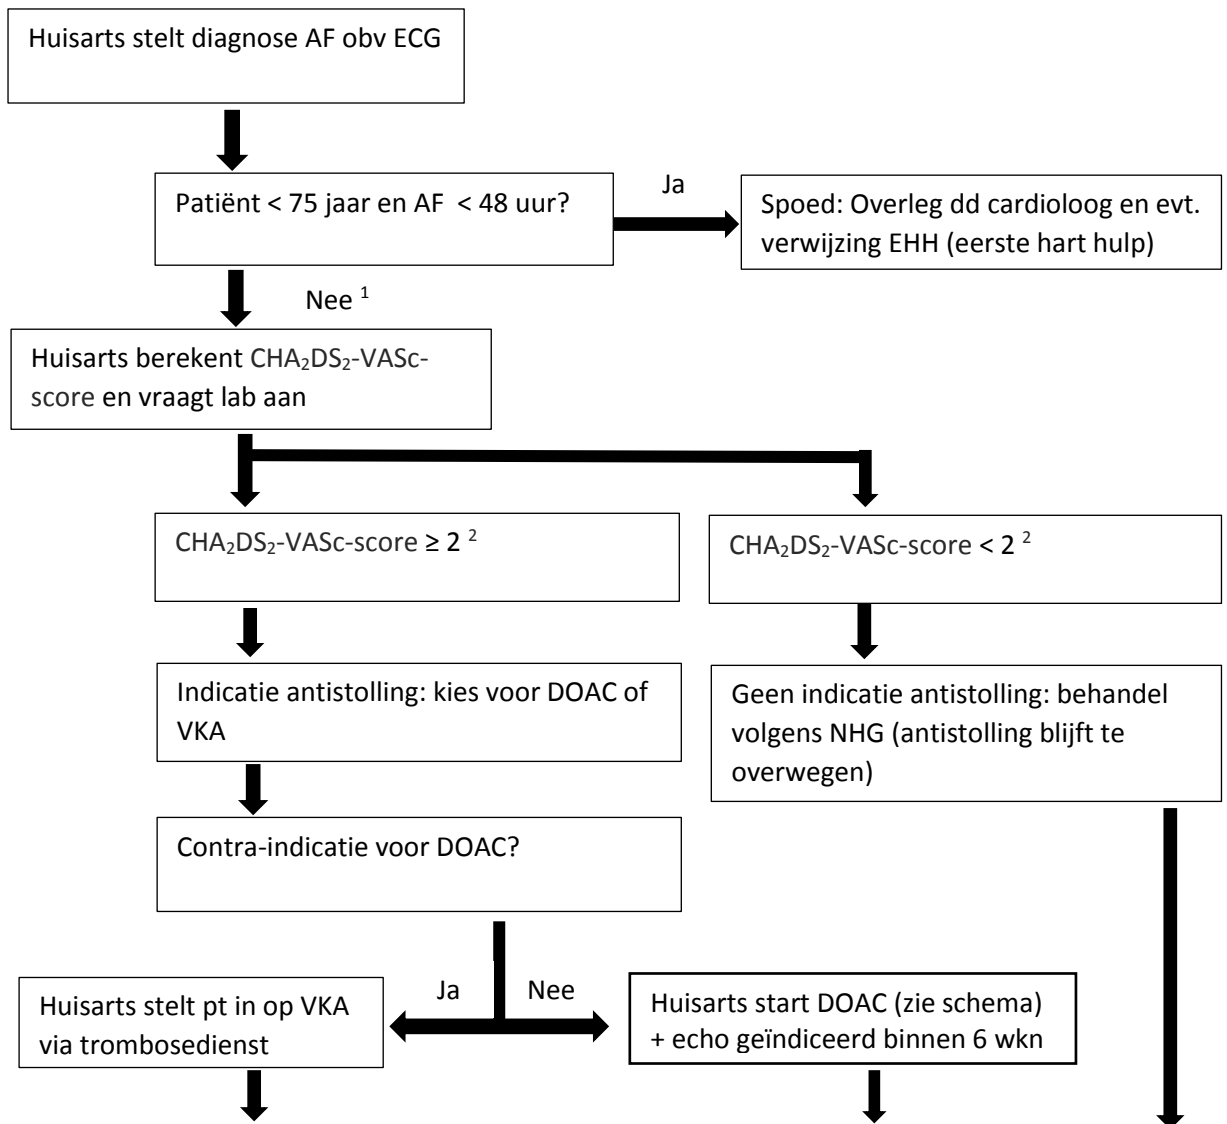 Huisarts stelt diagnose AF obv ECG
Patiënt < 75 jaar en AF  < 48 uur?
Ja
Spoed: Overleg dd cardioloog en evt.
verwijzing EHH (eerste hart hulp)
Nee ¹
Huisarts berekent CHA₂DS₂-VASc-
score en vraagt lab aan
CHA₂DS₂-VASc-score ≥ 2 ²
CHA₂DS₂-VASc-score < 2 ²
Indicatie antistolling: kies voor DOAC of
VKA
Geen indicatie antistolling: behandel
volgens NHG (antistolling blijft te
overwegen)
Contra-indicatie voor DOAC?
Ja
Nee
Huisarts stelt pt in op VKA
via trombosedienst
Huisarts start DOAC (zie schema)
+ echo geïndiceerd binnen 6 wkn